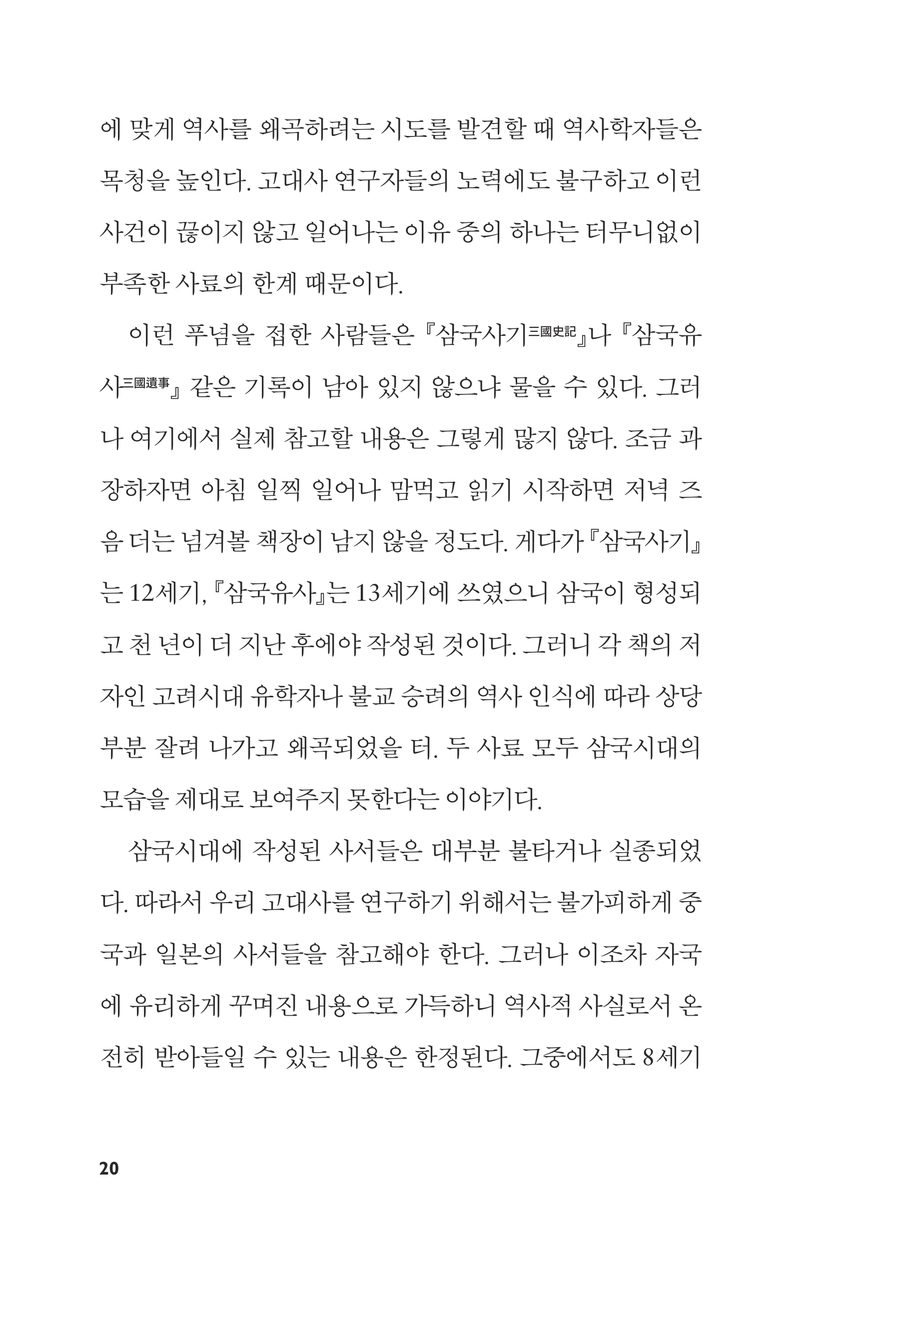 에 맞게 역사를 왜곡하려는 시도를 발견할 때 역사학자들은
목청을 높인다. 고대사 연구자들의 노력에도 불구하고 이런
사건이 끊이지 않고 일어나는 이유 중의 하나는 터무니없이
부족한 사료의 한계 때문이다.
이런 푸념을 접한 사람들은 『삼국사기三國史記』나 『삼국유
사三國遺事』 같은 기록이 남아 있지 않으냐 물을 수 있다. 그러
나 여기에서 실제 참고할 내용은 그렇게 많지 않다. 조금 과
장하자면 아침 일찍 일어나 맘먹고 읽기 시작하면 저녁 즈
음 더는 넘겨볼 책장이 남지 않을 정도다. 게다가 『삼국사기』
는 12세기, 『삼국유사』는 13세기에 쓰였으니 삼국이 형성되
고 천 년이 더 지난 후에야 작성된 것이다. 그러니 각 책의 저
자인 고려시대 유학자나 불교 승려의 역사 인식에 따라 상당
부분 잘려 나가고 왜곡되었을 터. 두 사료 모두 삼국시대의
모습을 제대로 보여주지 못한다는 이야기다.
삼국시대에 작성된 사서들은 대부분 불타거나 실종되었
다. 따라서 우리 고대사를 연구하기 위해서는 불가피하게 중
국과 일본의 사서들을 참고해야 한다. 그러나 이조차 자국
에 유리하게 꾸며진 내용으로 가득하니 역사적 사실로서 온
전히 받아들일 수 있는 내용은 한정된다. 그중에서도 8세기
20